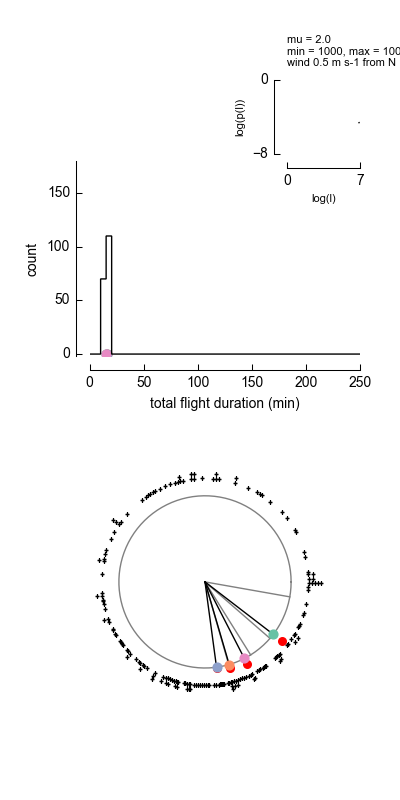 mu = 2.0
min = 1000, max = 100
wind 0.5 m s-1 from N
0
log(p(l))
−8
0 7
log(l)
150
100
count
50
0
0 50 100 150 200 250
total flight duration (min)